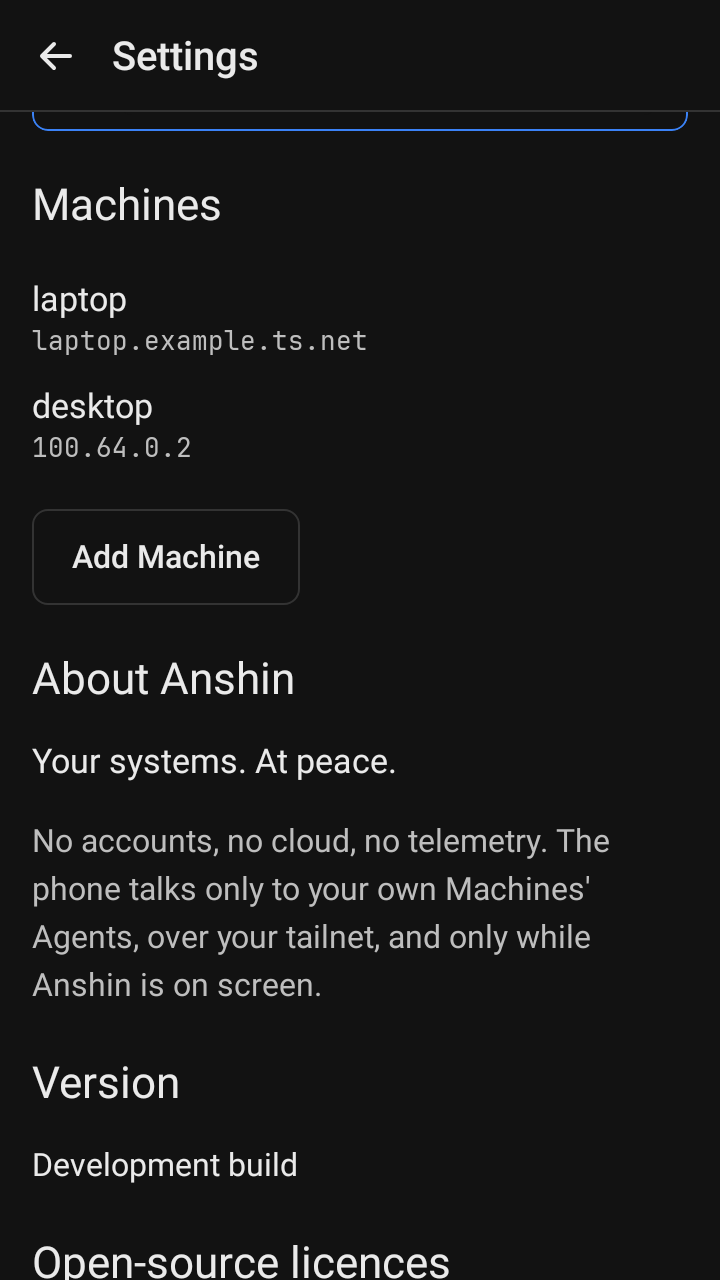 Settings
Machines
laptop
laptop.example.ts.net
desktop
100.64.0.2
Add Machine
About Anshin
Your systems. At peace.
No accounts, no cloud, no telemetry. The
phone talks only to your own Machines'
Agents, over your tailnet, and only while
Anshin is on screen.
Version
Development build
Open-source licences